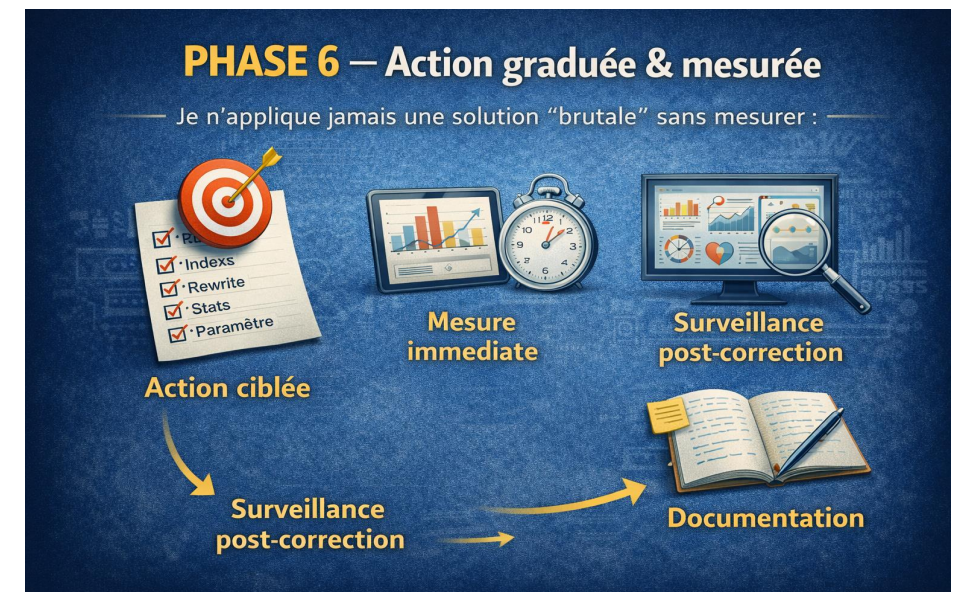 PHASE 6 – Action graduée & mesurée
Je n’applique jamais une solution “brutale” sans mesurer :
· Indexs
· Rewrite
· Stats
· Paramètre
Action ciblée
Mesure
immediate
Surveillance
post-correction
Surveillance
post-correction
Documentation